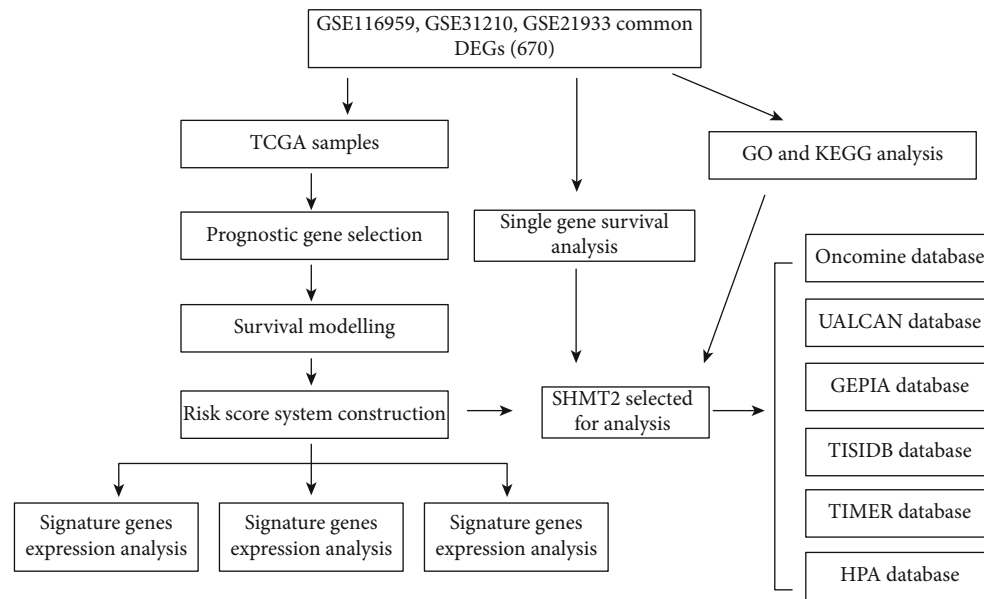 GSE116959, GSE31210, GSE21933 common
DEGs (670)
TCGA samples
GO and KEGG analysis
Prognostic gene selection
Single gene survival
analysis
Survival modelling
Risk score system construction
SHMT2 selected
for analysis
Oncomine database
UALCAN database
GEPIA database
TISIDB database
TIMER database
HPA database
Signature genes
expression analysis
Signature genes
expression analysis
Signature genes
expression analysis